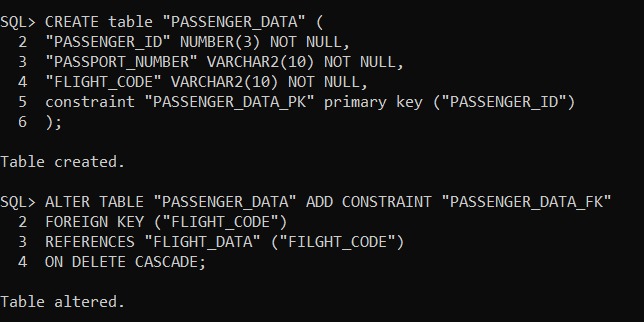 SQL> CREATE table "PASSENGER_DATA" (
2 "PASSENGER_ID" NUMBER(3) NOT NULL,
3 "PASSPORT_NUMBER" VARCHAR2(10) NOT NULL,
4 "FLIGHT_CODE" VARCHAR2(10) NOT NULL,
5 constraint "PASSENGER_DATA_PK" primary key ("PASSENGER_ID")
6 );
Table created.
SQL> ALTER TABLE "PASSENGER_DATA" ADD CONSTRAINT "PASSENGER_DATA_FK"
2 FOREIGN KEY ("FLIGHT_CODE")
3 REFERENCES "FLIGHT_DATA" ("FILGHT_CODE")
4 ON DELETE CASCADE;
Table altered.